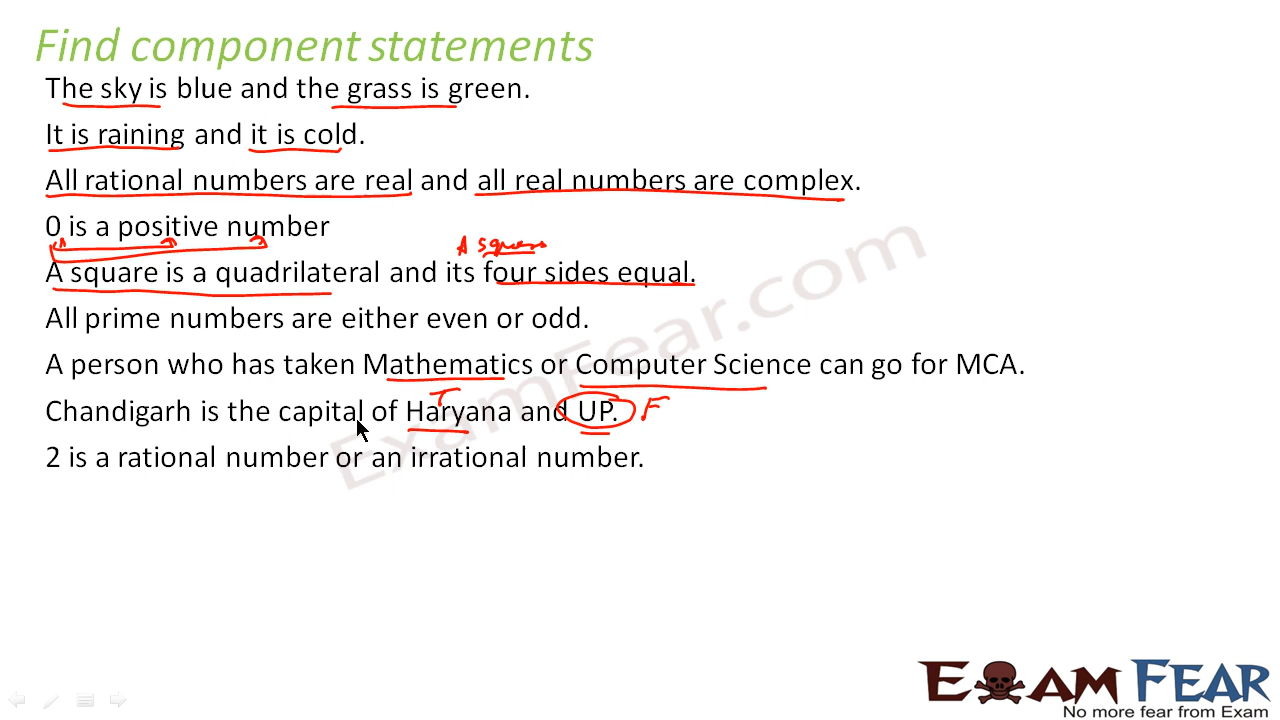 Find component statements
The sky is blue and the grass is green.
It is raining and it is cold.
All rational numbers are real and all real numbers are complex.
0 is a positive number
A square
A square is a quadrilateral and its four sides equal.
All prime numbers are either even or odd.
A person who has taken Mathematics or Computer Science can go for MCA.
T
Chandigarh is the capital of Haryana and UP. F
2 is a rational number or an irrational number.
ExamFear.com
EXAM FEAR
No more fear from Exam